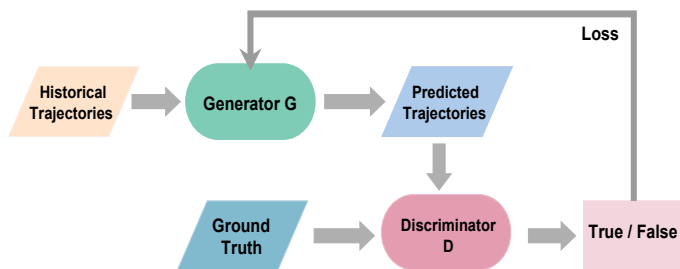 Loss
Historical
Trajectories
Generator G
Predicted
Trajectories
Ground
Truth
Discriminator
D
True / False